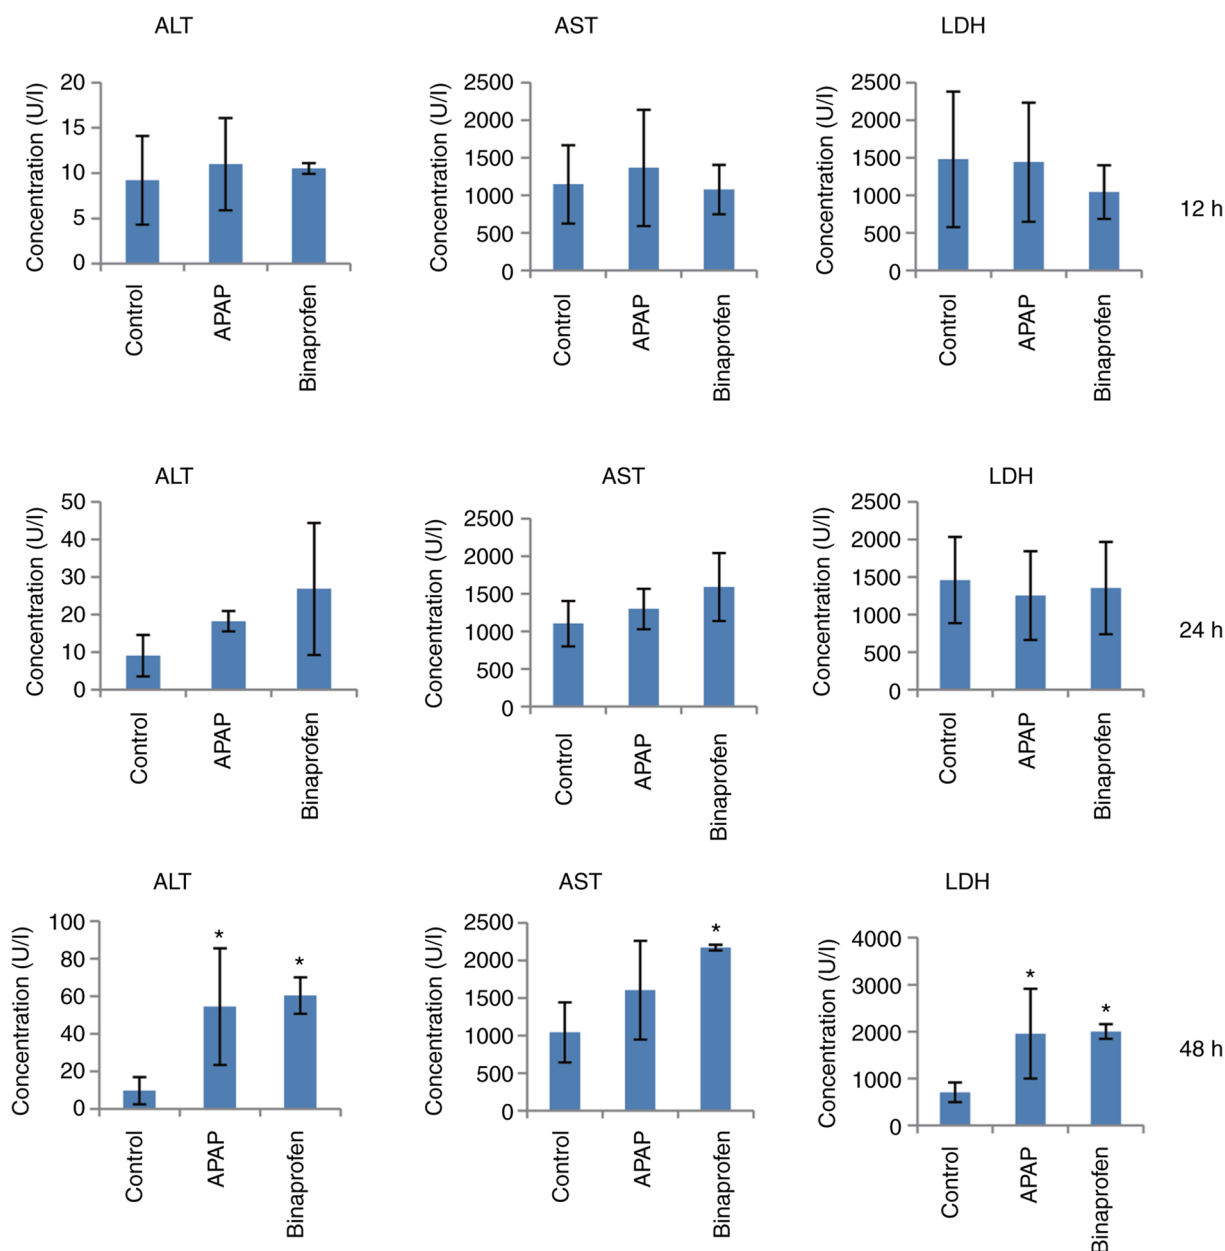 ALT
AST
LDH
Concentration (U/l)
20
15
10
5
0
Control
APAP
Binaprofen
Concentration (U/l)
2500
2000
1500
1000
500
0
Control
APAP
Binaprofen
Concentration (U/l)
2500
2000
1500
1000
500
0
Control
APAP
Binaprofen
12 h
ALT
AST
LDH
Concentration (U/l)
50
40
30
20
10
0
Control
APAP
Binaprofen
Concentration (U/l)
2500
2000
1500
1000
500
0
Control
APAP
Binaprofen
Concentration (U/l)
2500
2000
1500
1000
500
0
Control
APAP
Binaprofen
24 h
ALT
AST
LDH
Concentration (U/l)
100
80
60
40
20
0
*
*
Control
APAP
Binaprofen
Concentration (U/l)
2500
2000
1500
1000
500
0
*
Control
APAP
Binaprofen
Concentration (U/l)
4000
3000
2000
1000
0
*
*
Control
APAP
Binaprofen
48 h